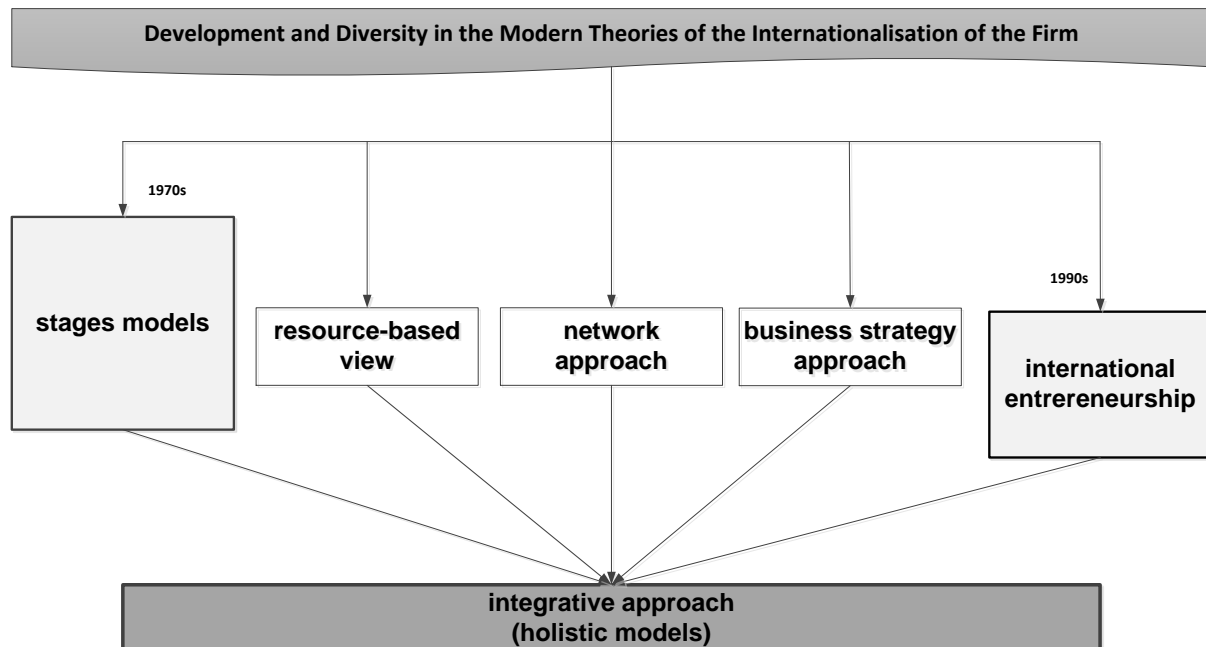 Development and Diversity in the Modern Theories of the Internationalisation of the Firm
1970s
1990s
stages models
resource-based
view
network
approach
business strategy
approach
international
entrereneurship
integrative approach
(holistic models)